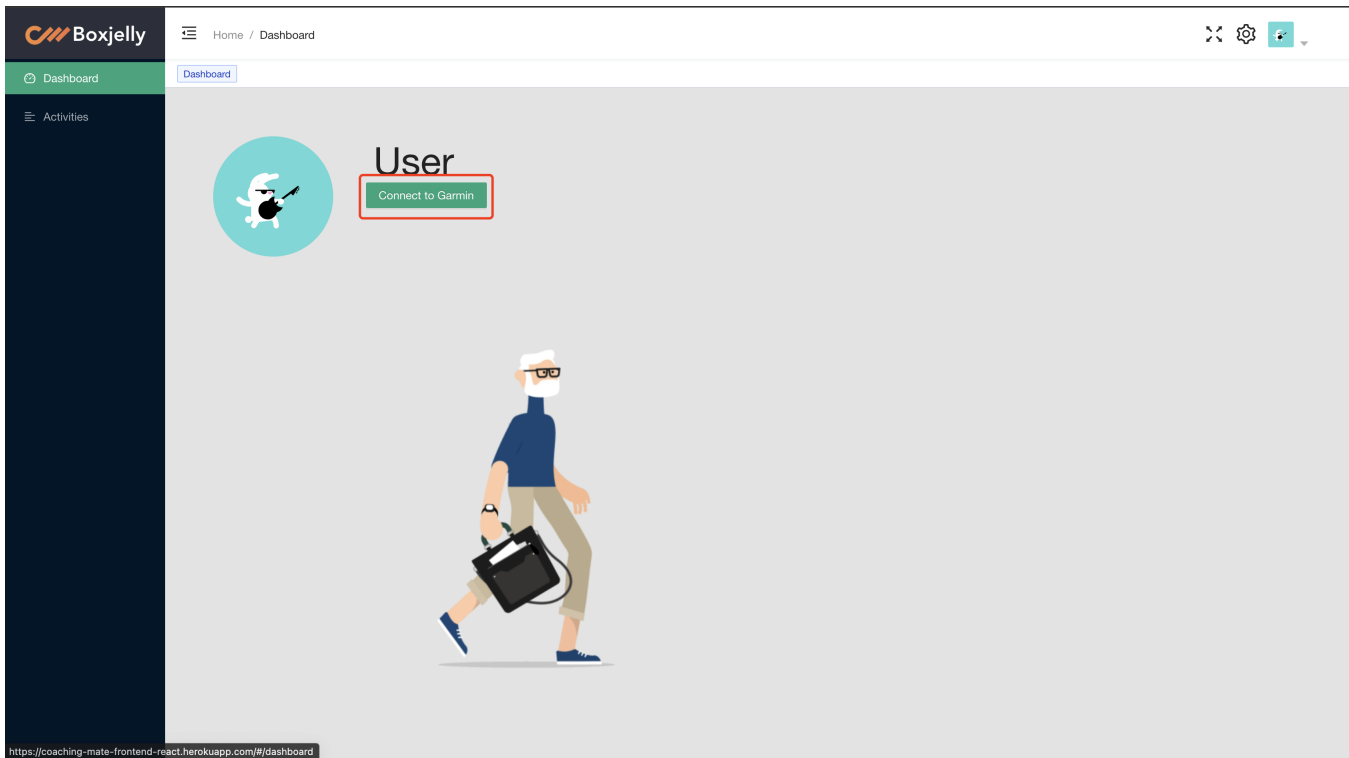 Boxjelly
Home / Dashboard
Dashboard
Dashboard
Activities
User
Connect to Garmin
https://coaching-mate-frontend-react.herokuapp.com/#/dashboard